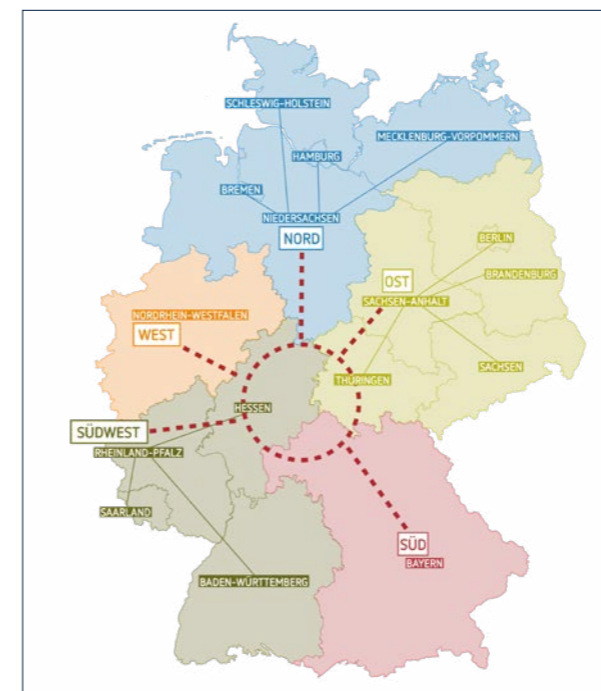 SCHLESWIG-HOLSTEIN
MECKLENBURG-VORPOMMERN
HAMBURG
BREMEN
NIEDERSACHSEN
NORD
BERLIN
OST
BRANDENBURG
SACHSEN-ANHALT
NORDRHEIN-WESTFALEN
WEST
SACHSEN
THÜRINGEN
HESSEN
SÜDWEST
RHEINLAND-PFALZ
SAARLAND
SÜD
BAYERN
BADEN-WÜRTTEMBERG